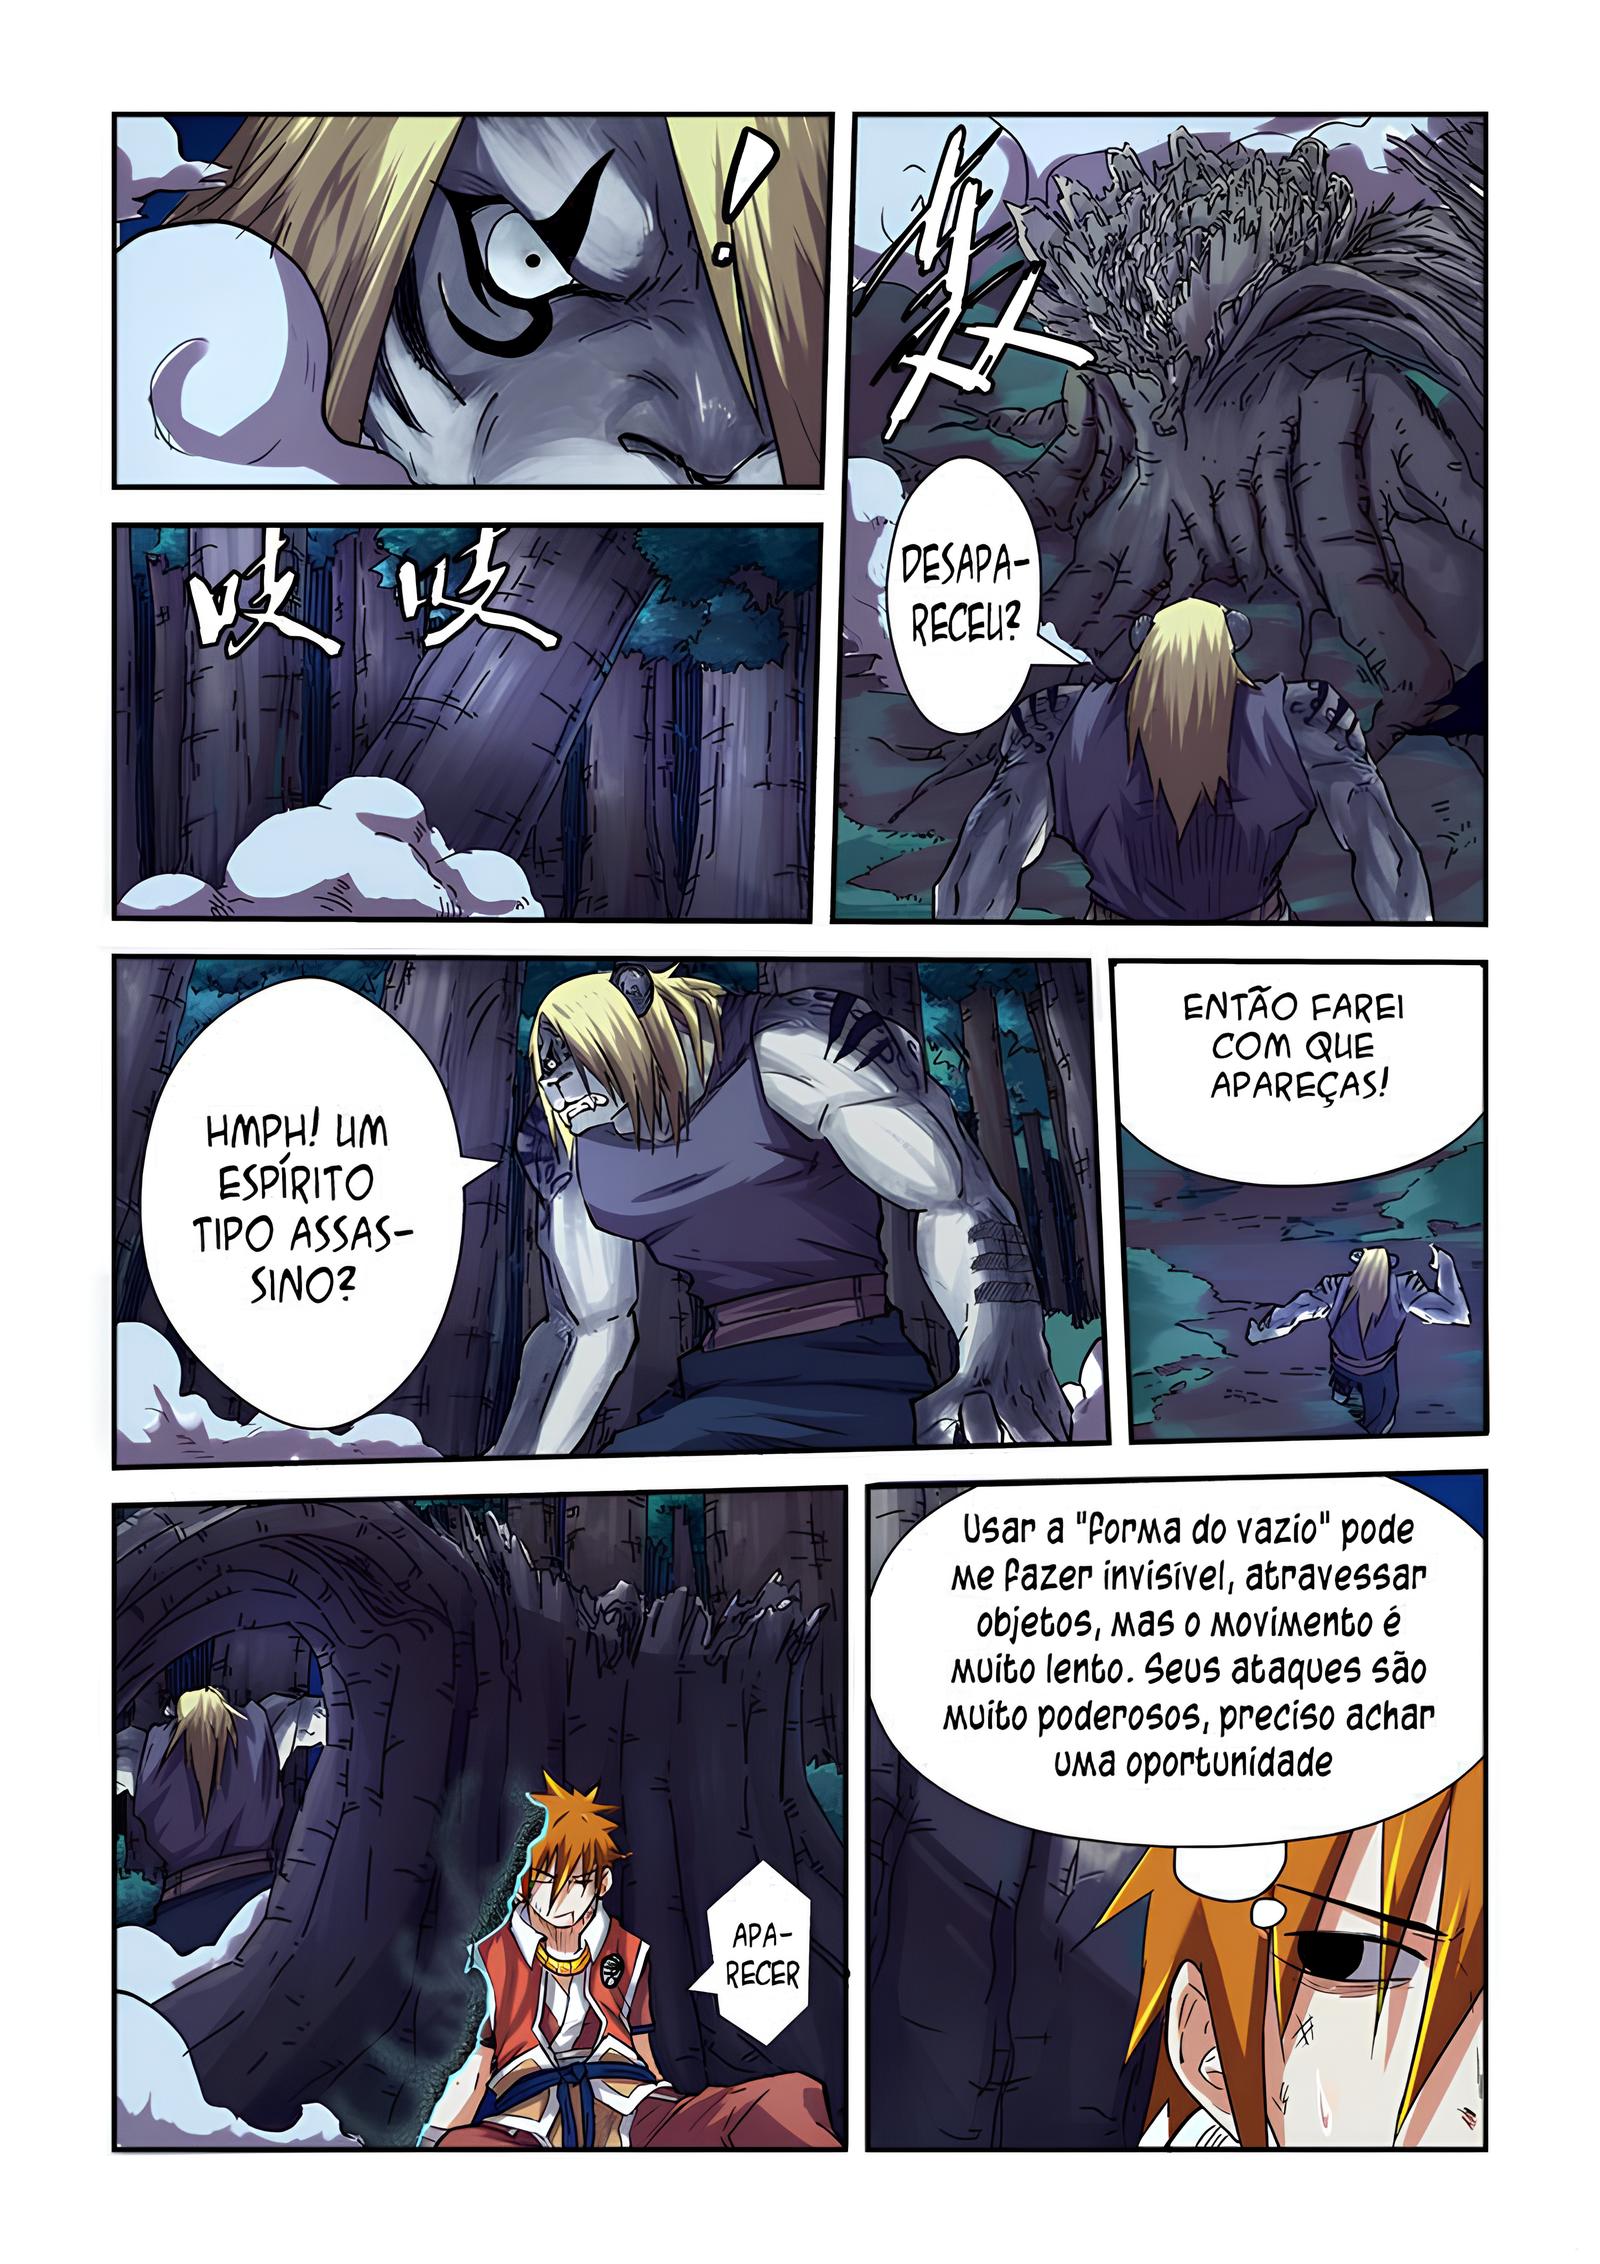 !
DESAPA-
RECEU?
吱 吱
HMPH! UM
ESPÍRITO
TIPO ASSAS-
SINO?
ENTÃO FAREI
COM QUE
APAREÇAS!
APA-
RECER
Usar a "forma do vazio" pode
me fazer invisível, atravessar
objetos, mas o movimento é
muito lento. Seus ataques são
muito poderosos, preciso achar
uma oportunidade